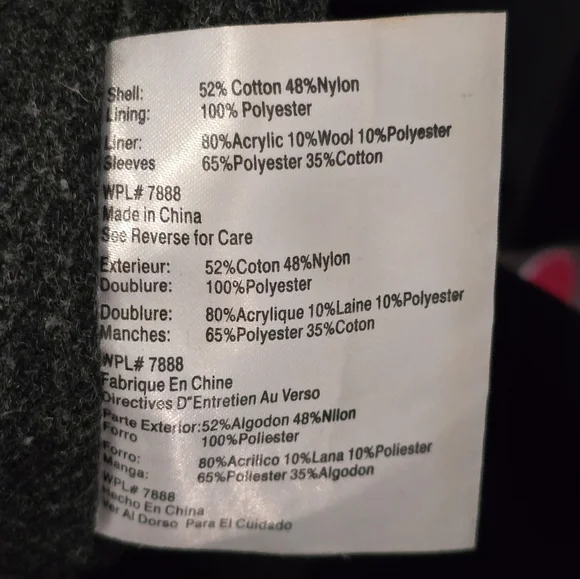 Shell: 52% Cotton 48%Nylon
Lining: 100% Polyester
Liner: 80%Acrylic 10%Wool 10%Polyester
Sleeves 65%Polyester 35%Cotton
WPL# 7888
Made in China
See Reverse for Care
Exterieur: 52%Coton 48%Nylon
Doublure: 100%Polyester
Doublure: 80%Acrylique 10%Laine 10%Polyester
Manches: 65%Polyester 35%Coton
WPL# 7888
Fabrique En Chine
Directives D"Entretien Au Verso
Parte Exterior:52%Algodon 48%Nilon
Forro 100%Poliester
Forro: 80%Acrilico 10%Lana 10%Poliester
Manga: 65%Poliester 35%Algodon
WPL# 7888
Hecho En China
Ver Al Dorso Para El Cuidado